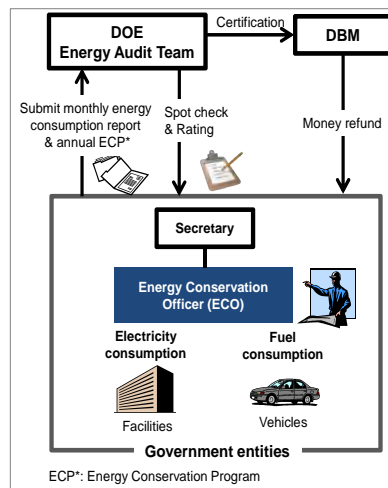 DOE
Energy Audit Team
Certification
DBM
Submit monthly energy
consumption report
& annual ECP*
Spot check
& Rating
Money refund
Secretary
Energy Conservation
Officer (ECO)
Electricity
consumption
Fuel
consumption
Facilities
Vehicles
Government entities
ECP*: Energy Conservation Program